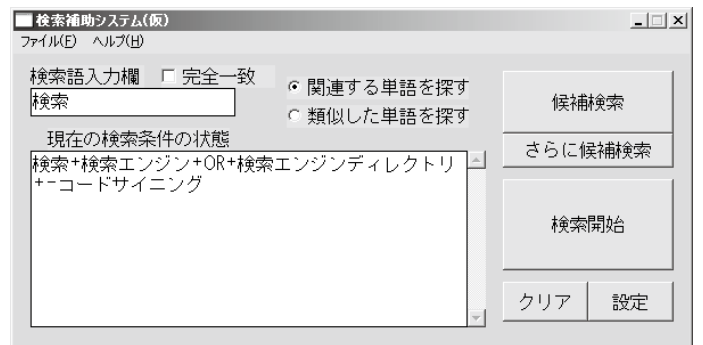 検索補助システム(仮)
ファイル(F) ヘルプ(H)
検索語入力欄 完全一致
検索
関連する単語を探す
類似した単語を探す
現在の検索条件の状態
検索+検索エンジン+OR+検索エンジンディレクトリ
+-コードサイニング
候補検索
さらに候補検索
検索開始
クリア 設定